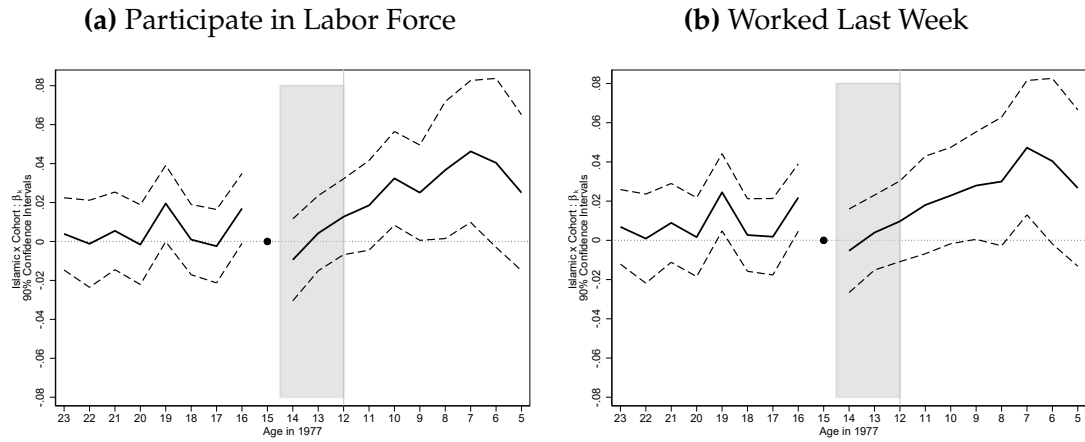 (a) Participate in Labor Force
(b) Worked Last Week
Islamic x Cohort : βₖ
90% Confidence Intervals
.08
.06
.04
.02
0
-.02
-.04
-.06
-.08
23 22 21 20 19 18 17 16 15 14 13 12 11 10 9 8 7 6 5
Age in 1977
Islamic x Cohort : βₖ
90% Confidence Intervals
.08
.06
.04
.02
0
-.02
-.04
-.06
-.08
23 22 21 20 19 18 17 16 15 14 13 12 11 10 9 8 7 6 5
Age in 1977